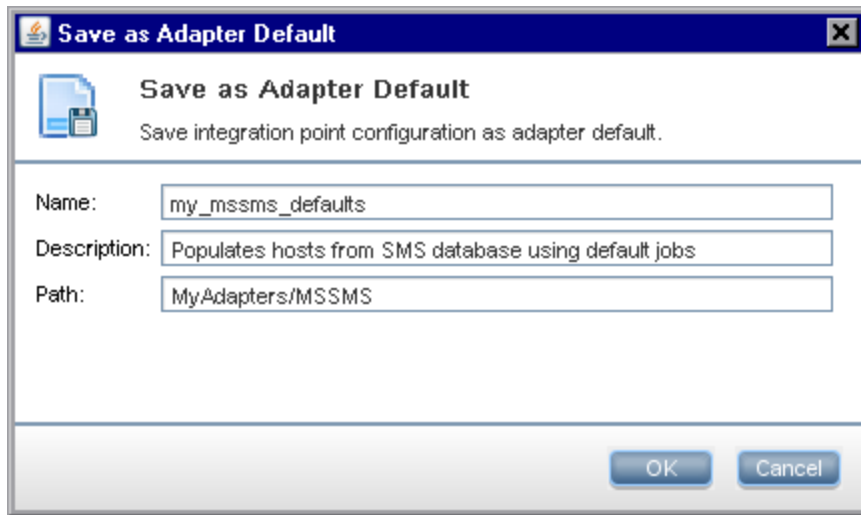 Save as Adapter Default
Save as Adapter Default
Save integration point configuration as adapter default.
Name: my_mssms_defaults
Description: Populates hosts from SMS database using default jobs
Path: MyAdapters/MSSMS
OK Cancel